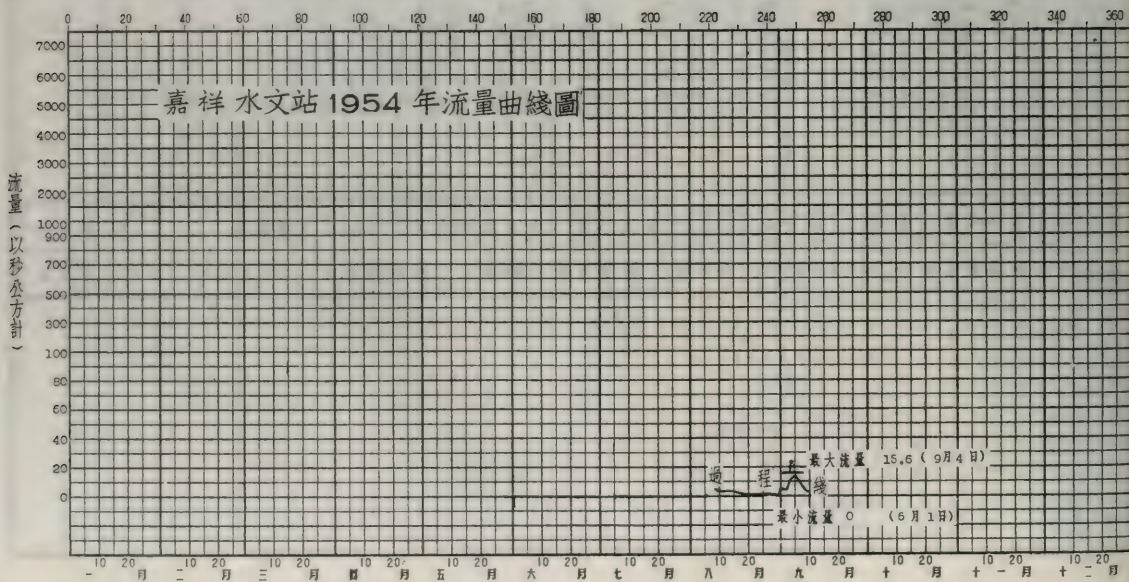 0 20 40 60 80 100 120 140 160 180 200 220 240 260 280 300 320 340 360
嘉祥水文站1954年流量曲綫圖
流量(以秒公方計)
7000
6000
5000
4000
3000
2000
1000
900
700
500
300
100
80
60
40
20
0
最大流量 15.6 (9月4日)
過程綫
最小流量 0 (6月1日)
10 20 10 20 10 20 10 20 10 20 10 20 10 20 10 20 10 20 10 20 10 20 10 20
一月 二月 三月 四月 五月 六月 七月 八月 九月 十月 十一月 十二月